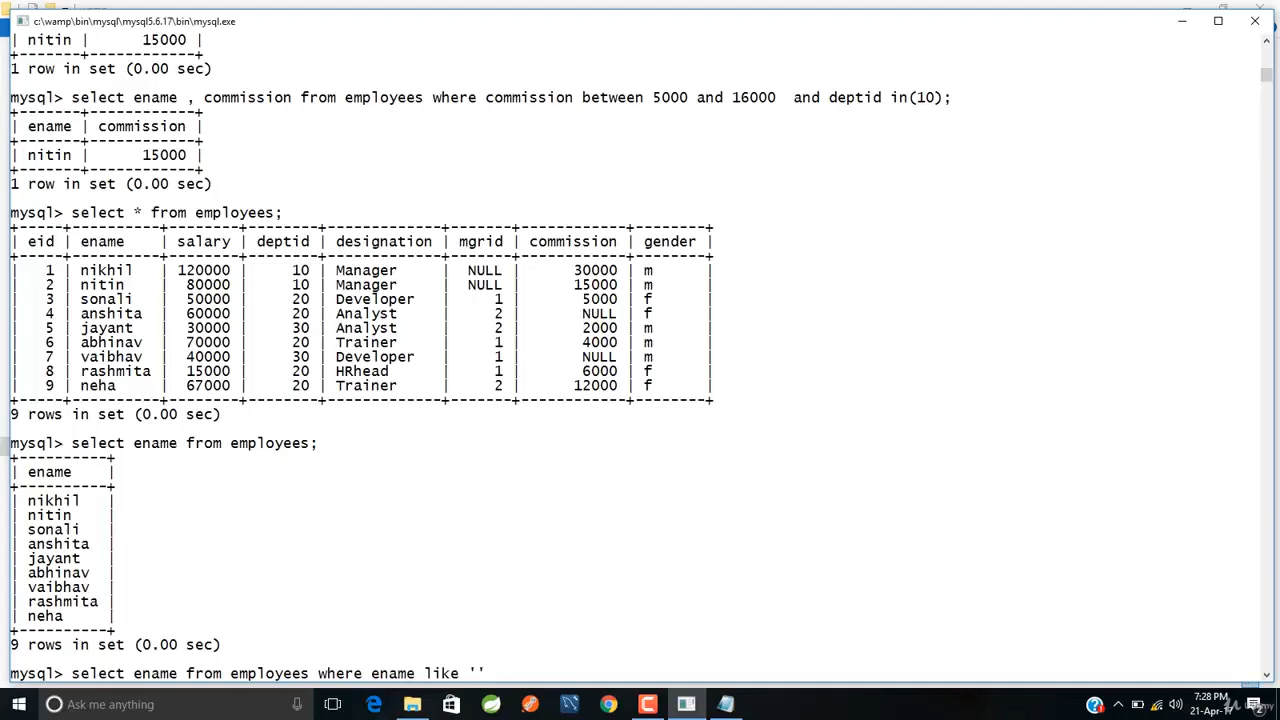 c:\wamp\bin\mysql\mysql5.6.17\bin\mysql.exe
| nitin |      15000 |
+-------+------------+
1 row in set (0.00 sec)
mysql> select ename , commission from employees where commission between 5000 and 16000  and deptid in(10);
+-------+------------+
| ename | commission |
+-------+------------+
| nitin |      15000 |
+-------+------------+
1 row in set (0.00 sec)
mysql> select * from employees;
+-----+----------+--------+--------+-------------+-------+------------+--------+
| eid | ename    | salary | deptid | designation | mgrid | commission | gender |
+-----+----------+--------+--------+-------------+-------+------------+--------+
|   1 | nikhil   | 120000 |     10 | Manager     |  NULL |      30000 | m      |
|   2 | nitin    |  80000 |     10 | Manager     |  NULL |      15000 | m      |
|   3 | sonali   |  50000 |     20 | Developer   |     1 |       5000 | f      |
|   4 | anshita  |  60000 |     20 | Analyst     |     2 |       NULL | f      |
|   5 | jayant   |  30000 |     30 | Analyst     |     2 |       2000 | m      |
|   6 | abhinav  |  70000 |     20 | Trainer     |     1 |       4000 | m      |
|   7 | vaibhav  |  40000 |     30 | Developer   |     1 |       NULL | m      |
|   8 | rashmita |  15000 |     20 | HRhead      |     1 |       6000 | f      |
|   9 | neha     |  67000 |     20 | Trainer     |     2 |      12000 | f      |
+-----+----------+--------+--------+-------------+-------+------------+--------+
9 rows in set (0.00 sec)
mysql> select ename from employees;
+----------+
| ename    |
+----------+
| nikhil   |
| nitin    |
| sonali   |
| anshita  |
| jayant   |
| abhinav  |
| vaibhav  |
| rashmita |
| neha     |
+----------+
9 rows in set (0.00 sec)
mysql> select ename from employees where ename like ''
Ask me anything
7:28 PM
21-Apr-17